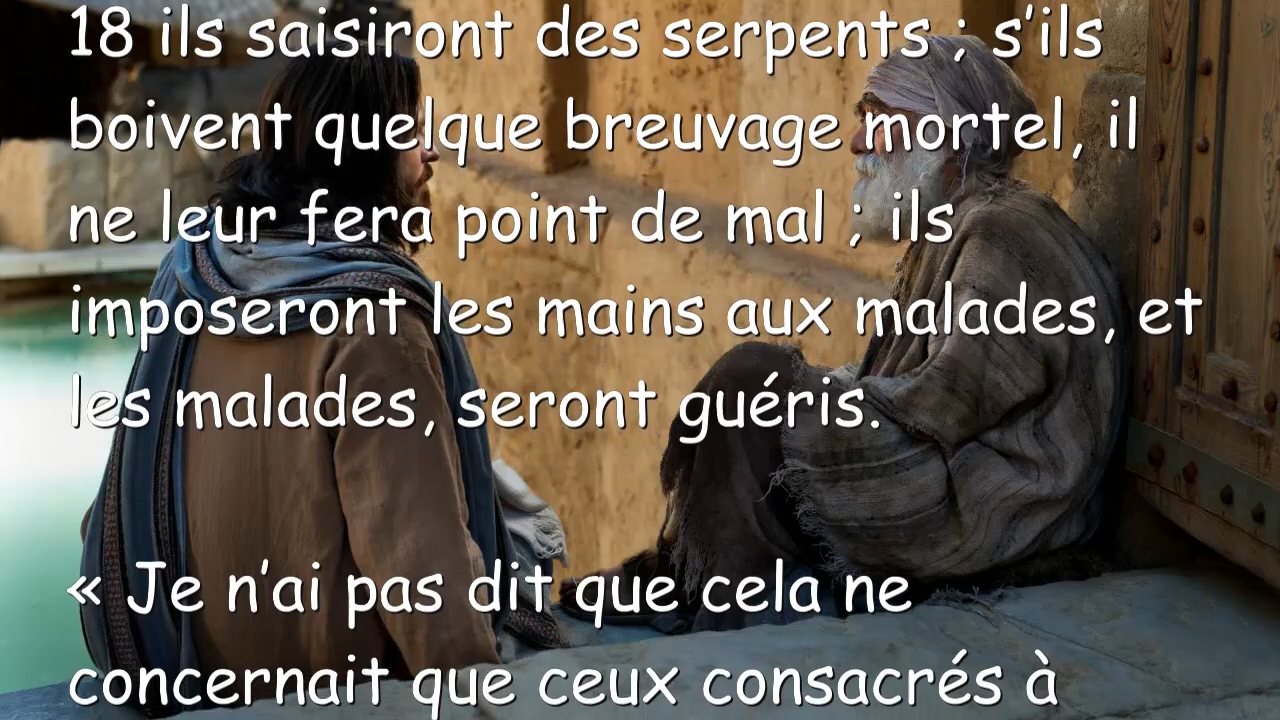 18 ils saisiront des serpents ; s’ils
boivent quelque breuvage mortel, il
ne leur fera point de mal ; ils
imposeront les mains aux malades, et
les malades, seront guéris.
« Je n’ai pas dit que cela ne
concernait que ceux consacrés à